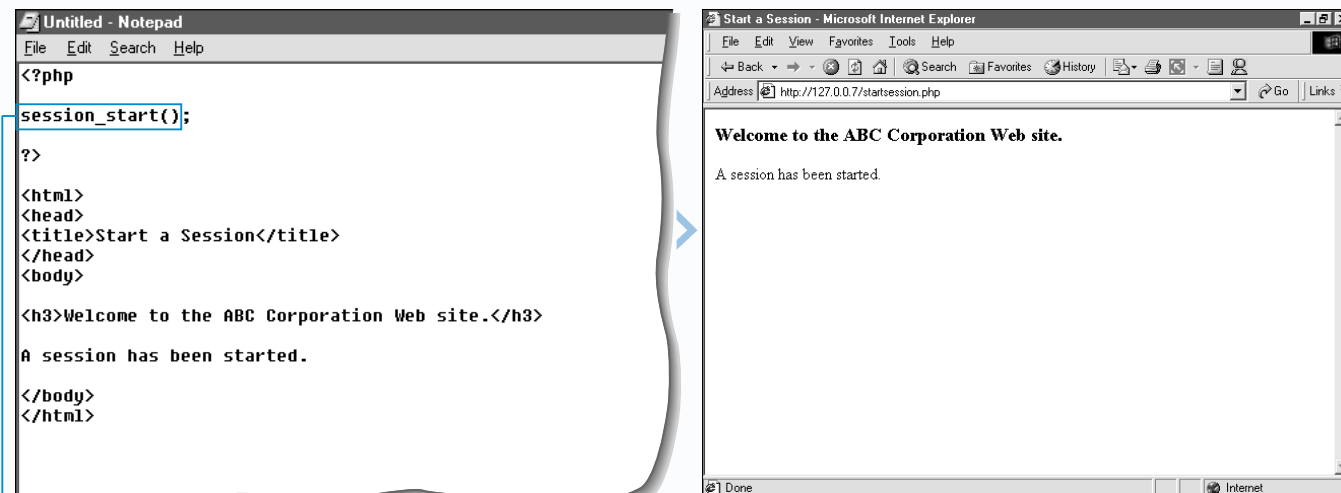 Untitled - Notepad
File Edit Search Help
<?php
session_start();
?>
<html>
<head>
<title>Start a Session</title>
</head>
<body>
<h3>Welcome to the ABC Corporation Web site.</h3>
A session has been started.
</body>
</html>
Start a Session - Microsoft Internet Explorer
File Edit View Favorites Tools Help
Back Search Favorites History
Address http://127.0.0.7/startsession.php Go Links
Welcome to the ABC Corporation Web site.
A session has been started.
Done Internet